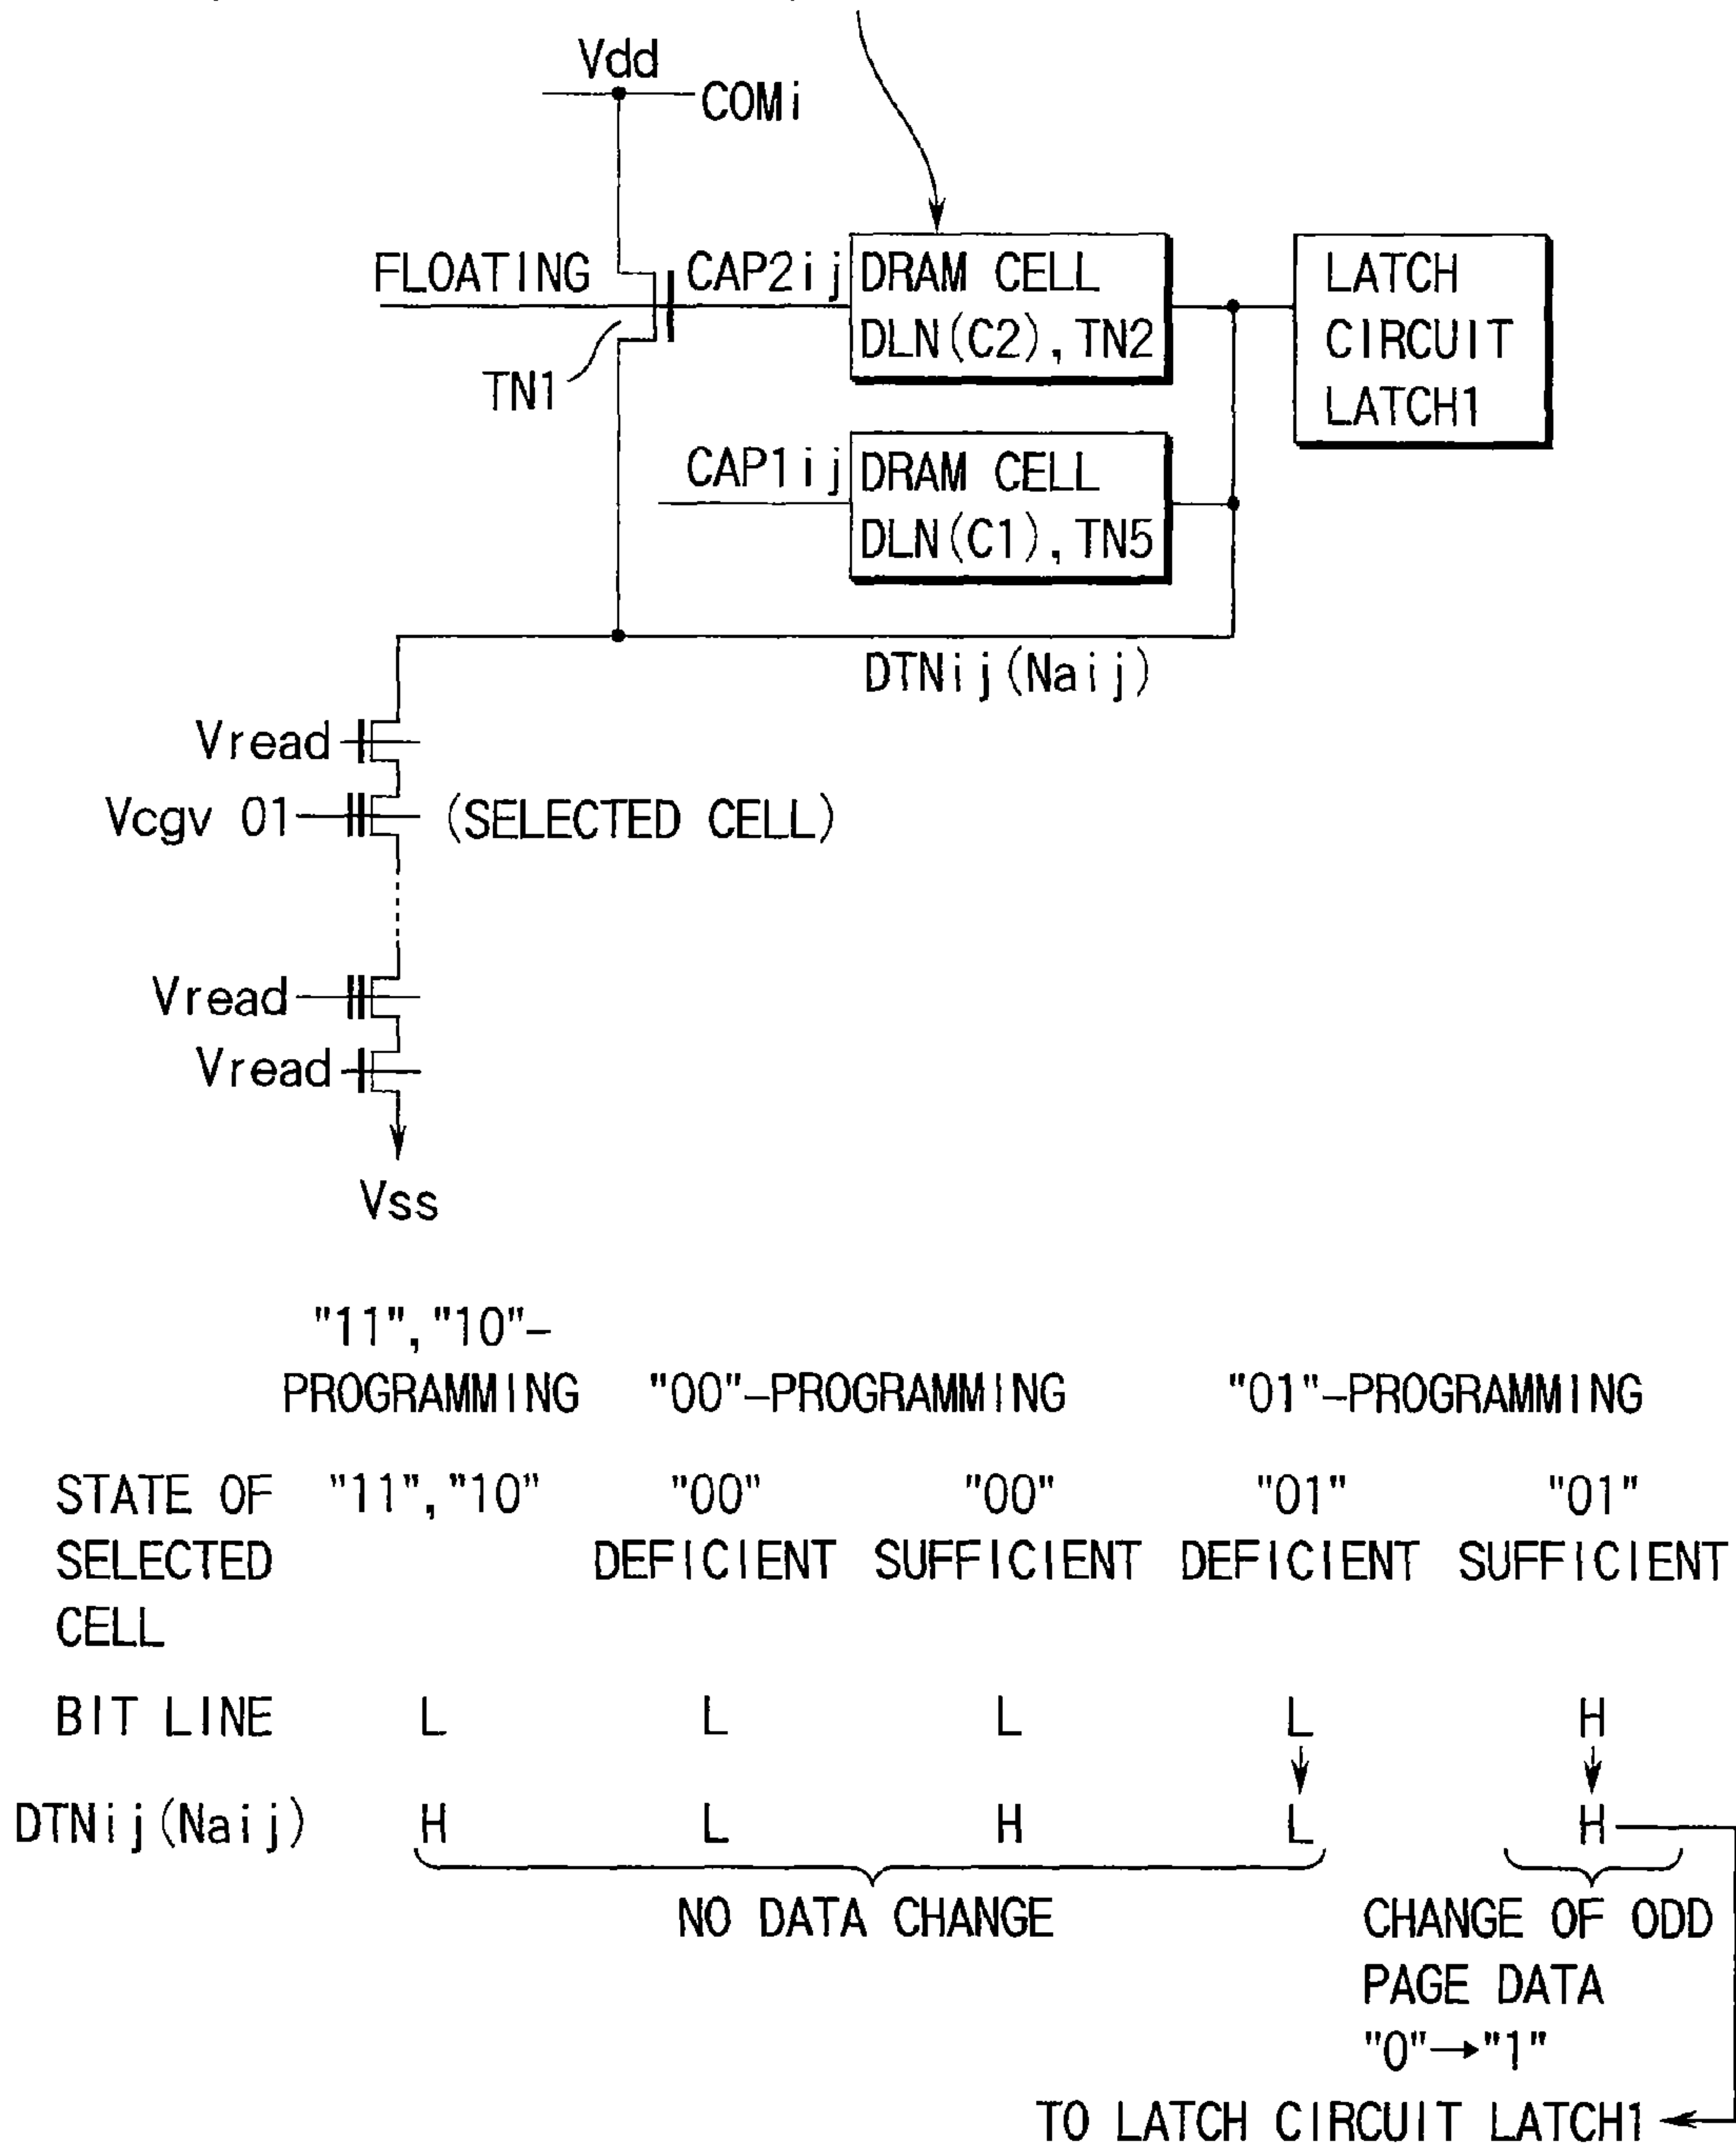 Vdd
COMi
FLOATING
CAP2ij
DRAM CELL
DLN(C2), TN2
LATCH
CIRCUIT
LATCH1
TN1
CAP1ij
DRAM CELL
DLN(C1), TN5
DTNij(Naij)
Vread
Vcgv 01
(SELECTED CELL)
Vread
Vread
Vss
"11","10"-
PROGRAMMING "00"-PROGRAMMING "01"-PROGRAMMING
STATE OF "11","10" "00" "00" "01" "01"
SELECTED DEFICIENT SUFFICIENT DEFICIENT SUFFICIENT
CELL
BIT LINE L L L L H
DTNij(Naij) H L H L H
NO DATA CHANGE
CHANGE OF ODD
PAGE DATA
"0"→"1"
TO LATCH CIRCUIT LATCH1